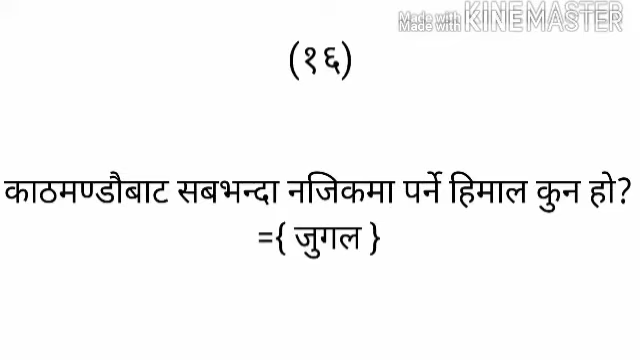 Made with KINEMASTER
(१६)
काठमण्डौबाट सबभन्दा नजिकमा पर्ने हिमाल कुन हो?
={ जुगल }